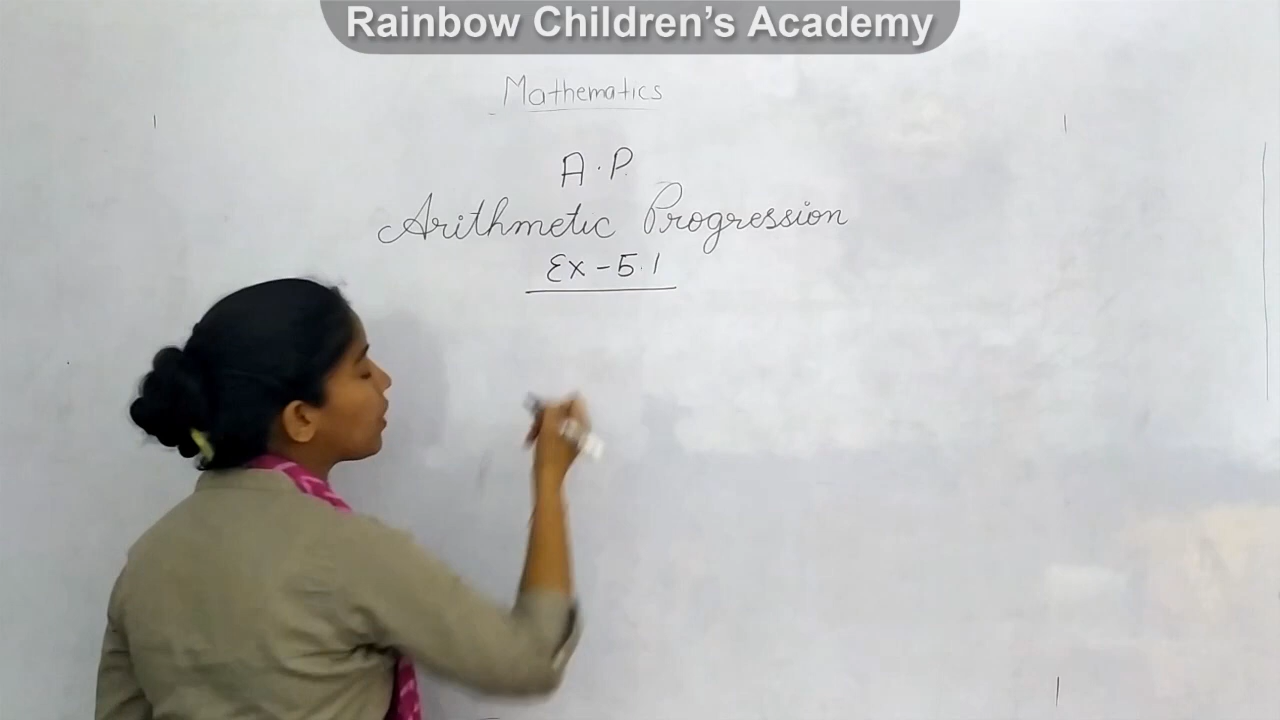 Rainbow Children's Academy
Mathematics
A.P.
Arithmetic Progression
Ex-5.1